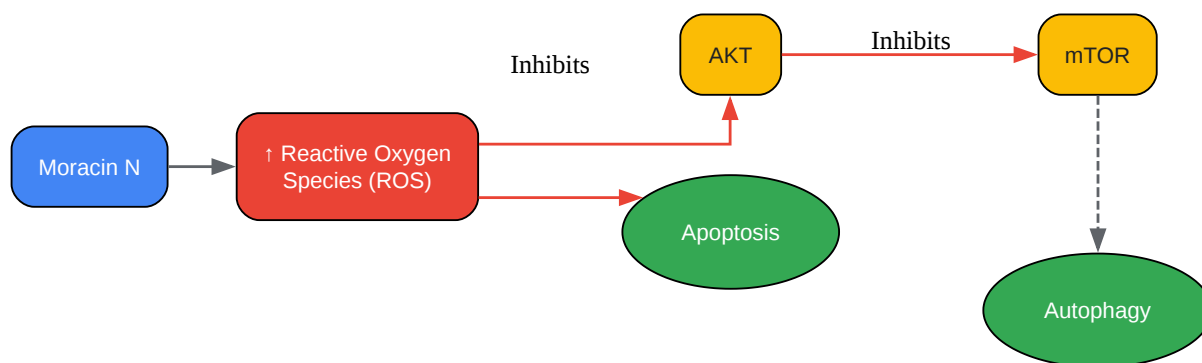 Moracin N
↑ Reactive Oxygen
Species (ROS)
Inhibits
AKT
Inhibits
mTOR
Apoptosis
Autophagy